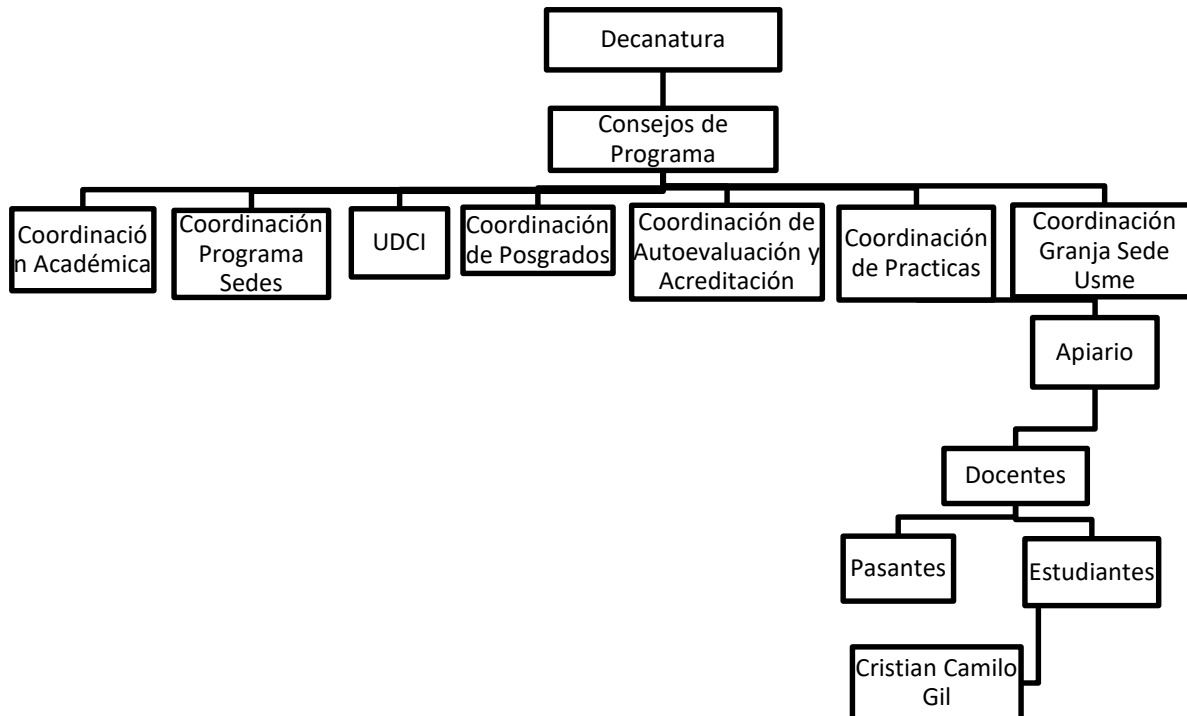 Decanatura
Consejos de
Programa
Coordinació
n Académica
Coordinación
Programa
Sedes
UDCI
Coordinación
de Posgrados
Coordinación de
Autoevaluación y
Acreditación
Coordinación
de Practicas
Coordinación
Granja Sede
Usme
Apiario
Docentes
Pasantes
Estudiantes
Cristian Camilo
Gil